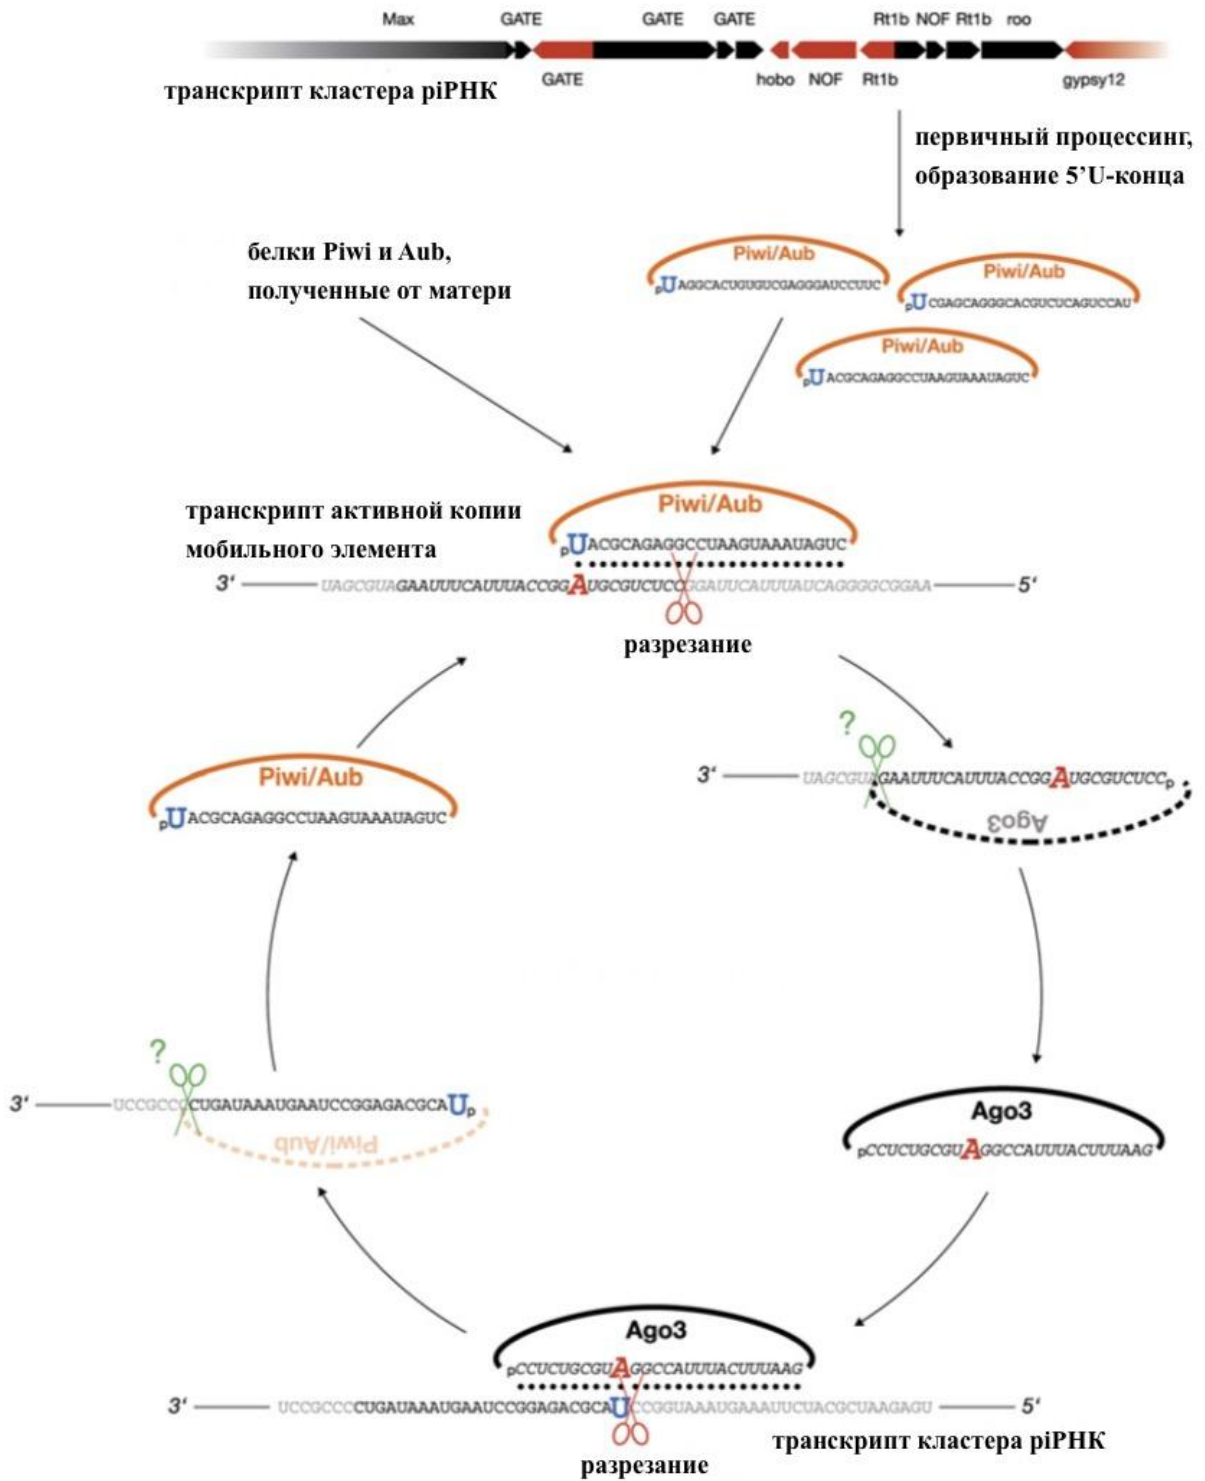 Max GATE GATE GATE Rt1b NOF Rt1b roo
GATE hobo NOF Rt1b gypsy12
транскрипт кластера piРНК
первичный процессинг,
образование 5'U-конца
белки Piwi и Aub,
полученные от матери
Piwi/Aub
pUAGGCACUGUGUCGAGGGAUCCUUC
Piwi/Aub
pUCGAGCAGGGCACGUCUCAGUCCAU
Piwi/Aub
pUACGCAGAGGCCUAAGUAAAUAGUC
транскрипт активной копии
мобильного элемента
Piwi/Aub
pUACGCAGAGGCCUAAGUAAAUAGUC
3' UAGCGUAGAAUUUCAUUUACCGGAUGCGUCUCCGGAUUCAUUUAUCAGGGGCGGAA 5'
разрезание
?
3' UAGCGUAGAAUUUCAUUUACCGGAUGCGUCUCCp
Ago3
Piwi/Aub
pUACGCAGAGGCCUAAGUAAAUAGUC
?
3' UCCGCCCCUGAUAAAUGAAUCCGGAGACGCAUp
Piwi/Aub
Ago3
pCCUCUGCGUAGGCCAUUUACUUUAAG
Ago3
pCCUCUGCGUAGGCCAUUUACUUUAAG
3' UCCGCCCCUGAUAAAUGAAUCCGGAGACGCAUCCGGUAAAUGAAAUUCUACGCUAAGAGU 5'
транскрипт кластера piРНК
разрезание